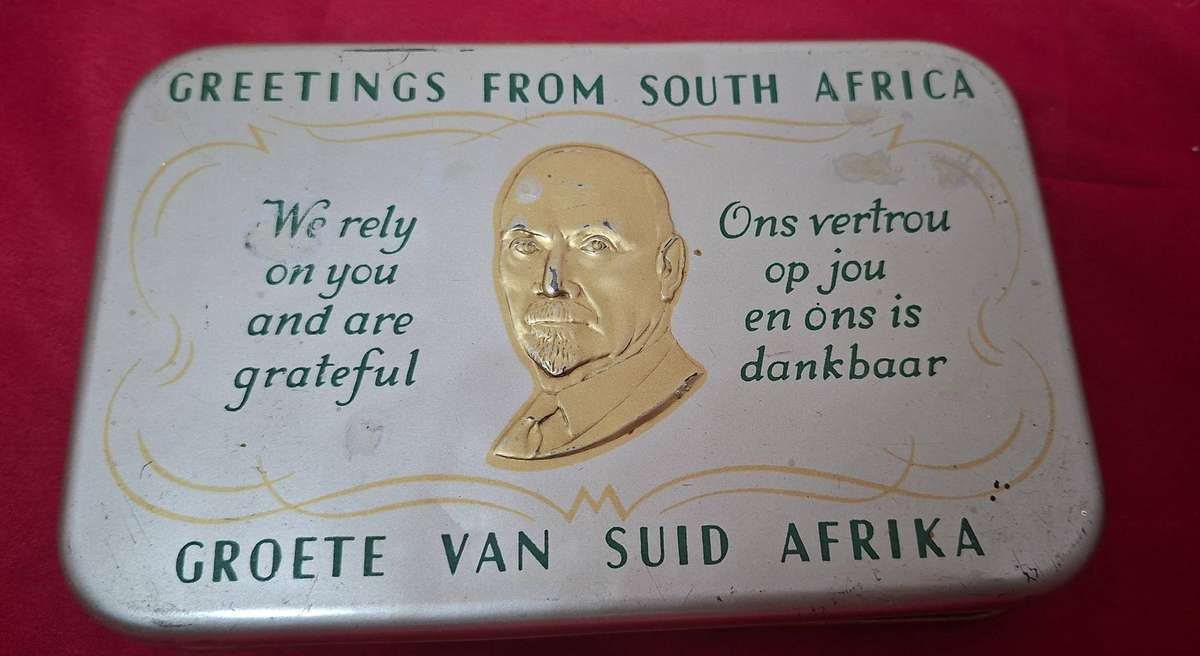 GREETINGS FROM SOUTH AFRICA
We rely
on you
and are
grateful
Ons vertrou
op jou
en ons is
dankbaar
GROETE VAN SUID AFRIKA